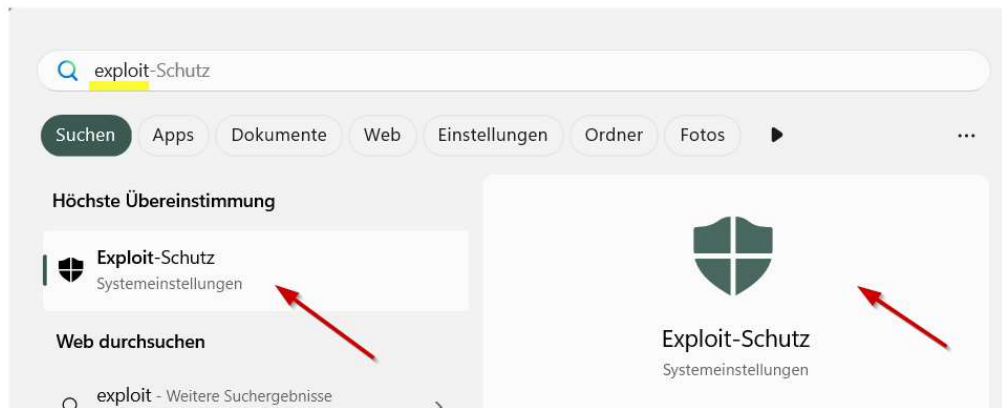 exploit-Schutz
Suchen Apps Dokumente Web Einstellungen Ordner Fotos ...
Höchste Übereinstimmung
Exploit-Schutz
Systemeinstellungen
Web durchsuchen
exploit - Weitere Suchergebnisse
Exploit-Schutz
Systemeinstellungen